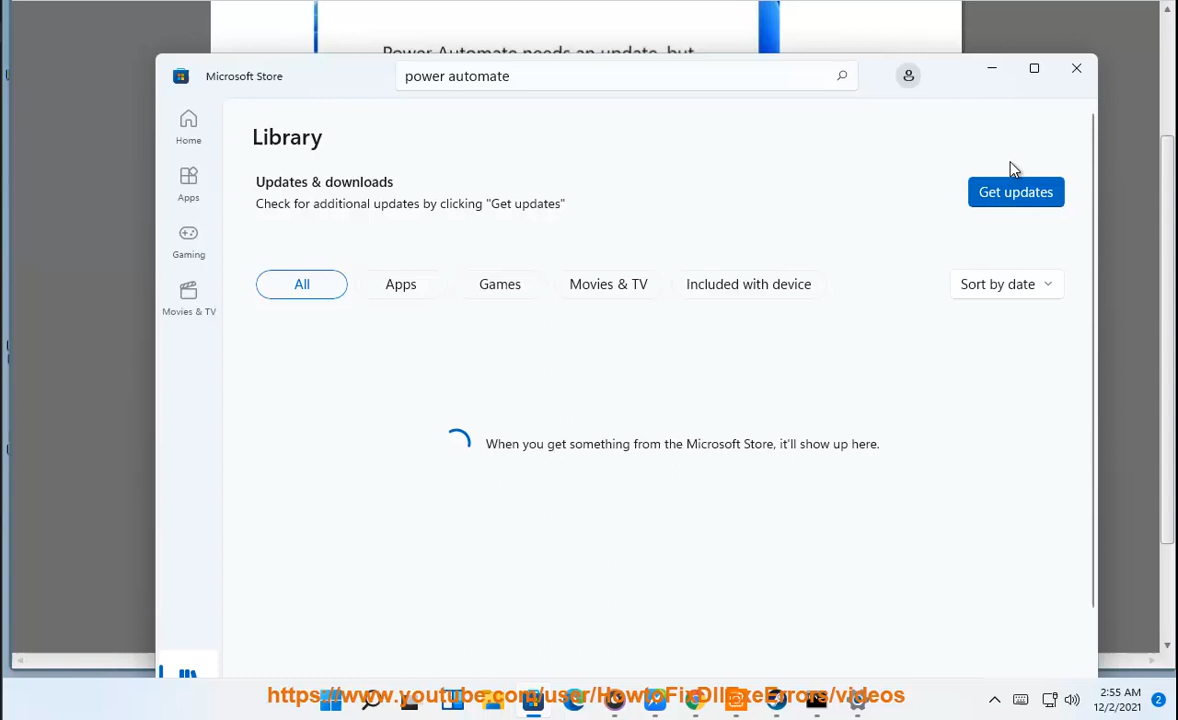 Power Automate needs an update, but
Microsoft Store
power automate
Home
Library
Updates & downloads
Get updates
Check for additional updates by clicking "Get updates"
Apps
Gaming
All
Apps
Games
Movies & TV
Included with device
Sort by date
Movies & TV
When you get something from the Microsoft Store, it'll show up here.
https://www.youtube.com/user/HowtoFixDllExeErrors/videos
2:55 AM
12/2/2021
2